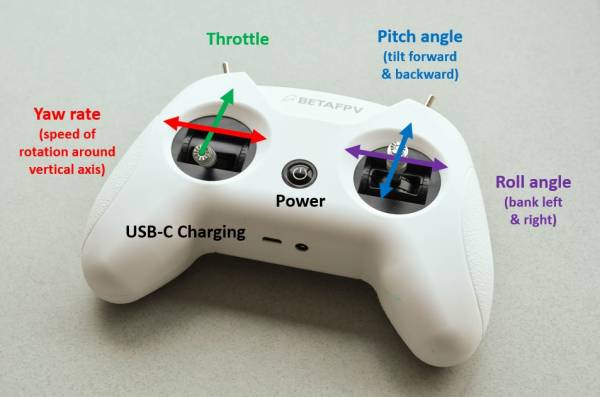 Throttle
Pitch angle
(tilt forward
& backward)
BETAFPV
Yaw rate
(speed of
rotation around
vertical axis)
Roll angle
(bank left
& right)
Power
USB-C Charging